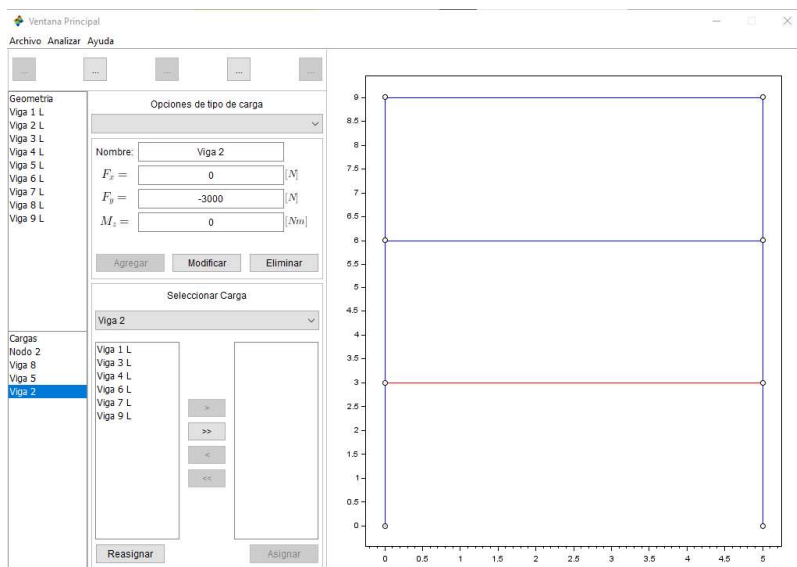 Ventana Principal
Archivo Analizar Ayuda
... ... ... ... ...
Geometria
Viga 1 L
Viga 2 L
Viga 3 L
Viga 4 L
Viga 5 L
Viga 6 L
Viga 7 L
Viga 8 L
Viga 9 L
Cargas
Nodo 2
Viga 8
Viga 5
Viga 2
Opciones de tipo de carga
Nombre: Viga 2
Fx = 0 [N]
Fy = -3000 [N]
Mz = 0 [Nm]
Agregar Modificar Eliminar
Seleccionar Carga
Viga 2
Viga 1 L
Viga 3 L
Viga 4 L
Viga 6 L
Viga 7 L
Viga 9 L
>
>>
<
<<
Reasignar Asignar
9
8.5
8
7.5
7
6.5
6
5.5
5
4.5
4
3.5
3
2.5
2
1.5
1
0.5
0
0 0.5 1 1.5 2 2.5 3 3.5 4 4.5 5